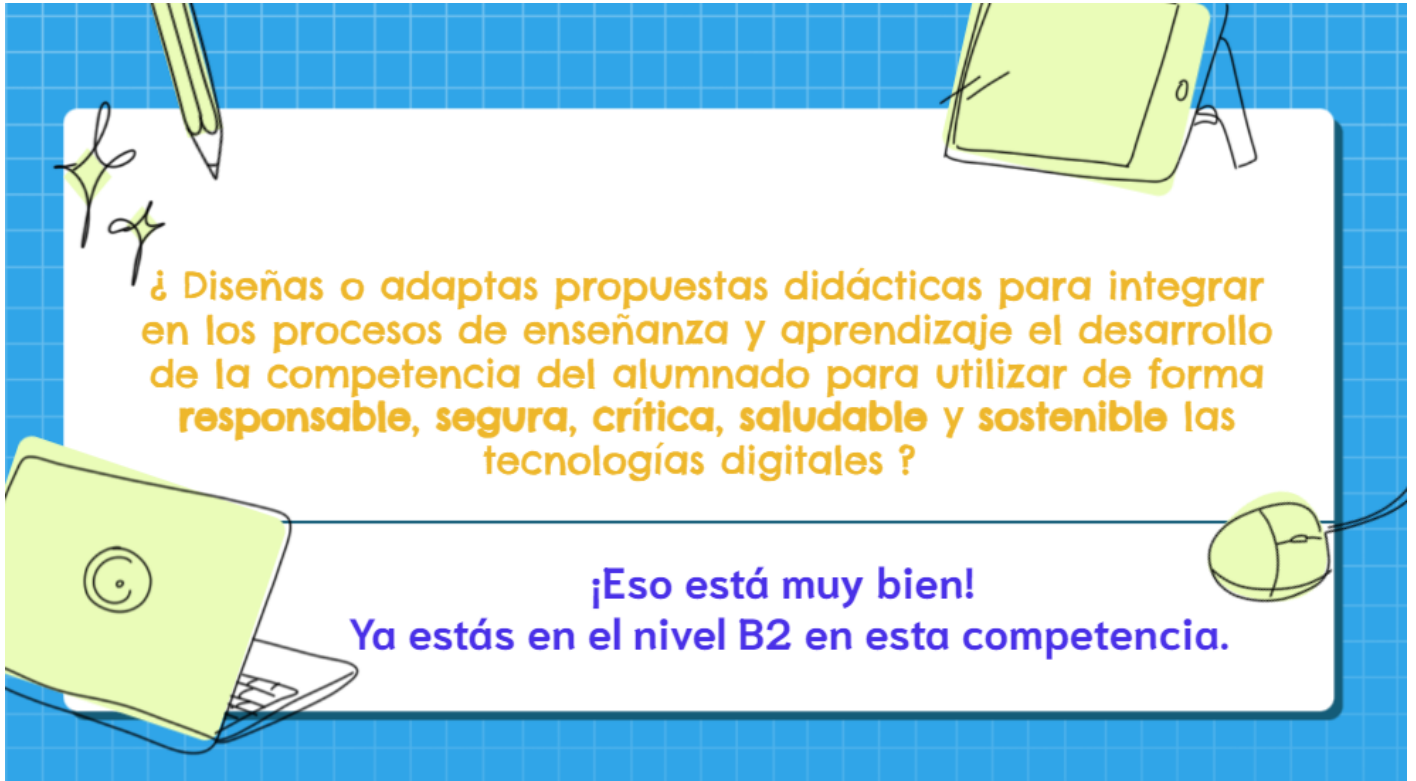 ¿ Diseñas o adaptas propuestas didácticas para integrar
en los procesos de enseñanza y aprendizaje el desarrollo
de la competencia del alumnado para utilizar de forma
responsable, segura, crítica, saludable y sostenible las
tecnologías digitales ?
¡Eso está muy bien!
Ya estás en el nivel B2 en esta competencia.